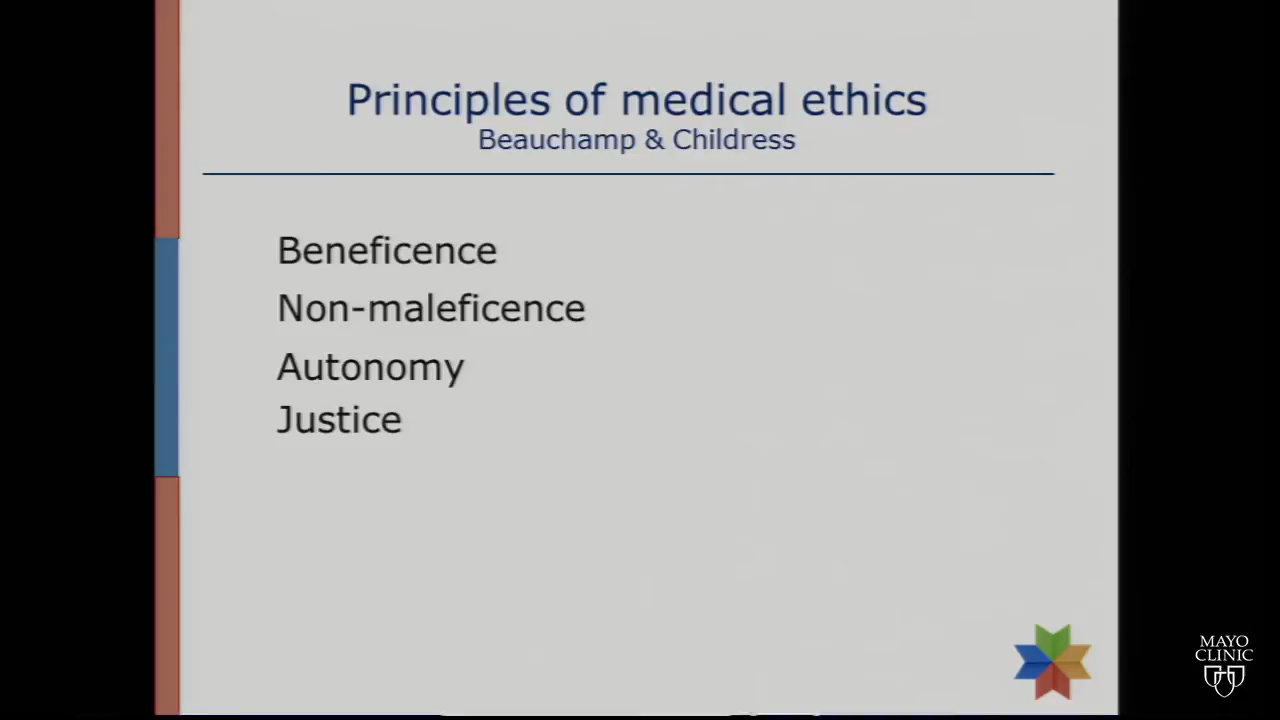 Principles of medical ethics
Beauchamp & Childress
Beneficence
Non-maleficence
Autonomy
Justice
MAYO
CLINIC